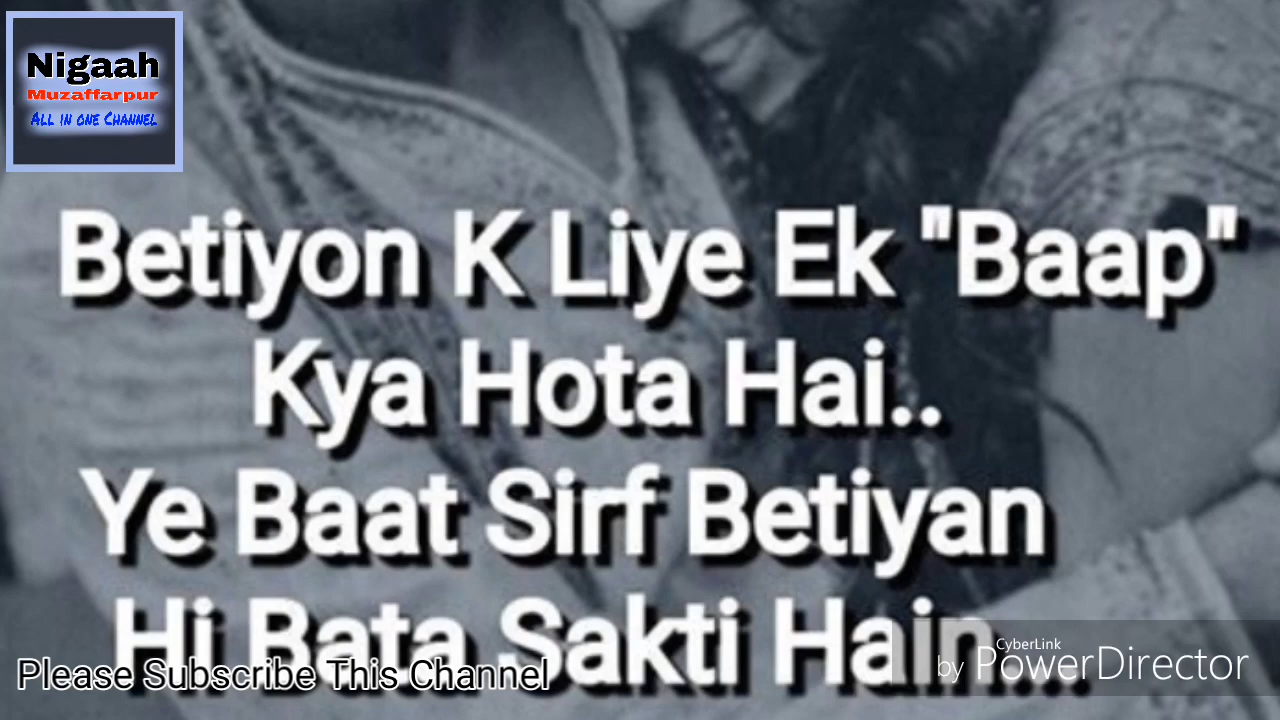 Nigaah
Muzaffarpur
All in one Channel
Betiyon K Liye Ek "Baap"
Kya Hota Hai..
Ye Baat Sirf Betiyan
Hi Bata Sakti Hain...
Please Subscribe This Channel
CyberLink
by PowerDirector